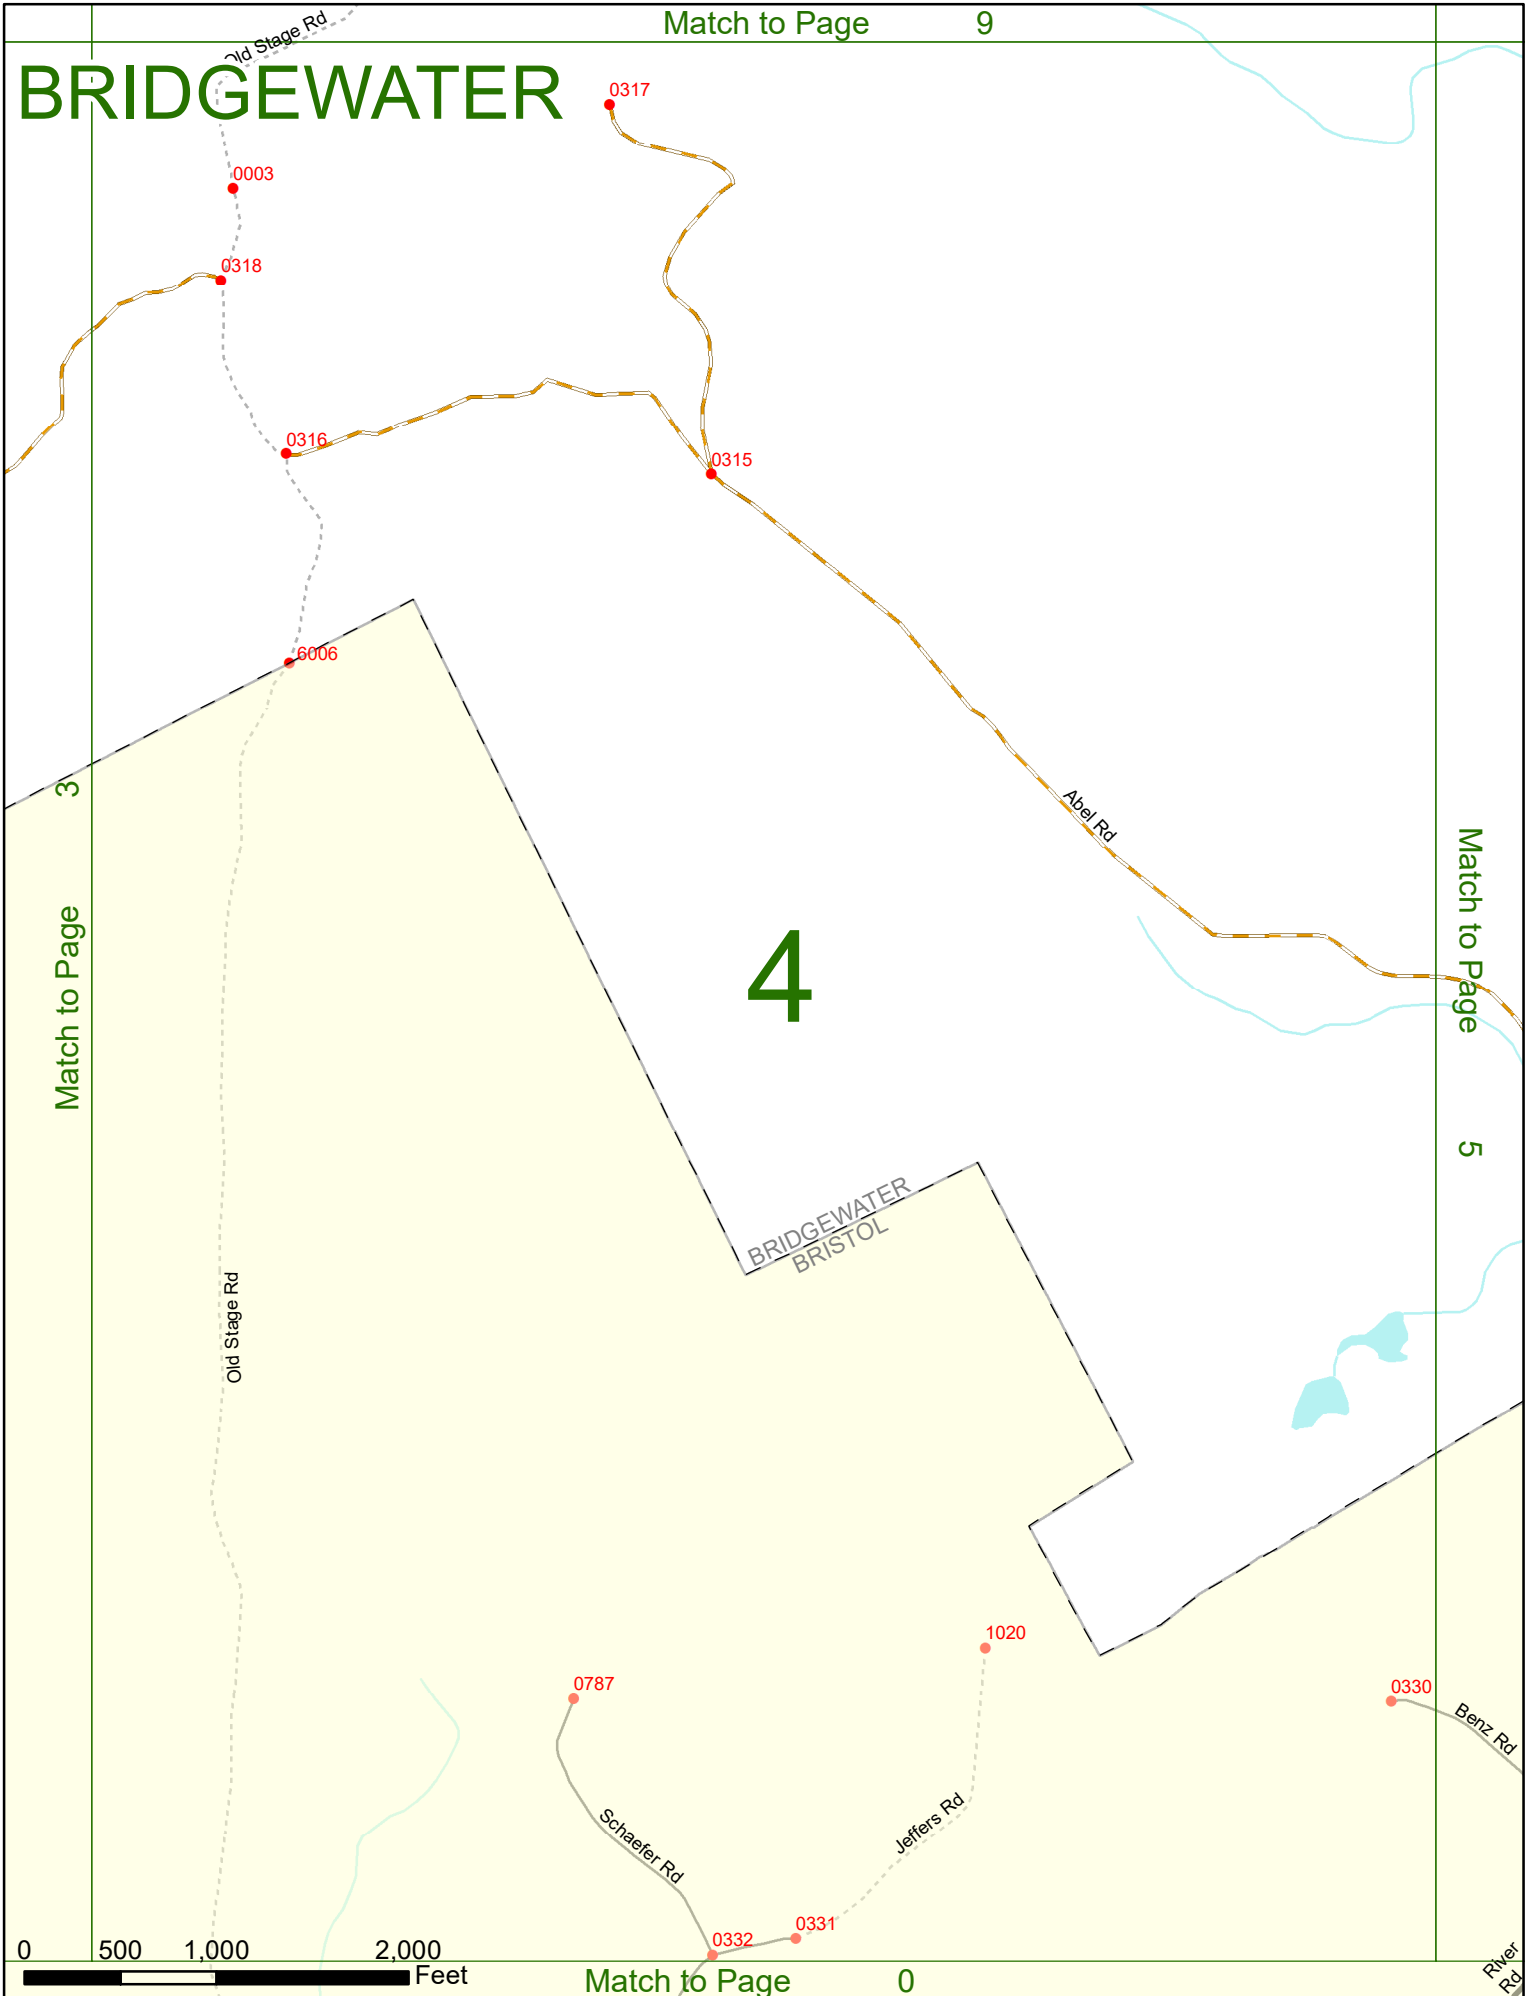 Match to Page 9
Old Stage Rd
BRIDGEWATER
0317
0003
0318
0316
0315
6006
3
Match to Page
Abel Rd
Match to Page
5
4
BRIDGEWATER
BRISTOL
Old Stage Rd
1020
0787
0330
Benz Rd
Schaefer Rd
Jeffers Rd
0331
0332
0 500 1,000 2,000
Feet
Match to Page 0
River
Rd